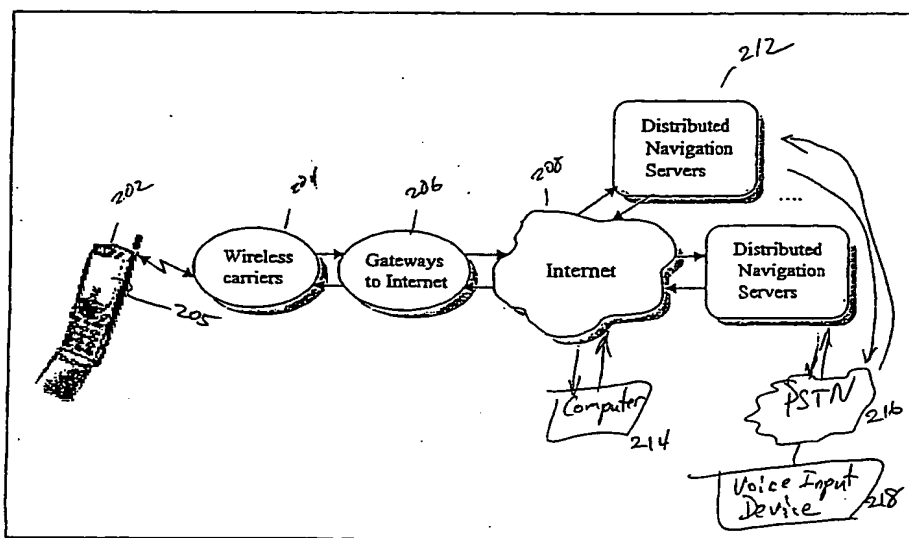 212
Distributed
Navigation
Servers
....
202
204
206
208
Wireless
carriers
Gateways
to Internet
Internet
Distributed
Navigation
Servers
205
Computer
214
PSTN
216
Voice Input
Device
218